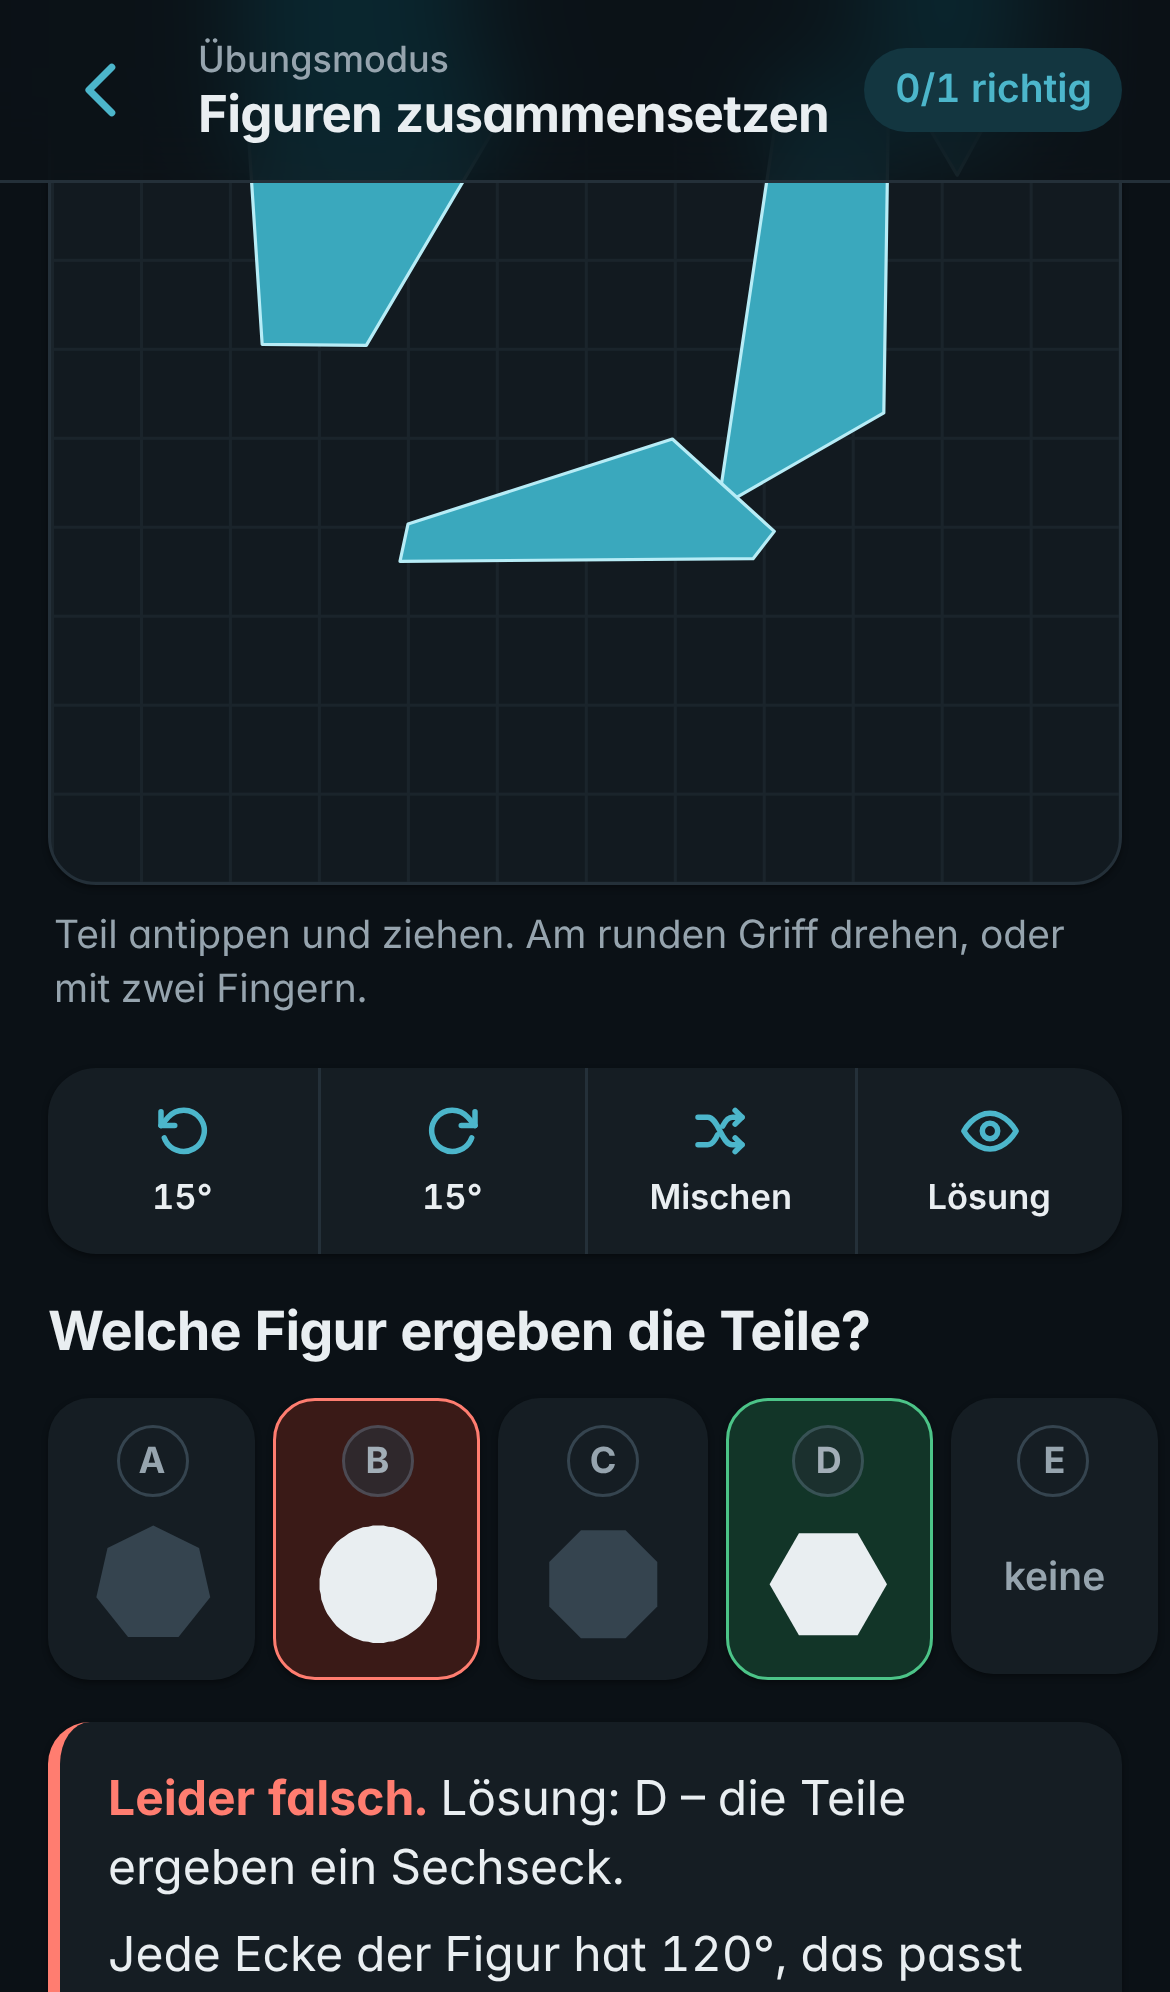 Übungsmodus
Figuren zusammensetzen
0/1 richtig
Teil antippen und ziehen. Am runden Griff drehen, oder
mit zwei Fingern.
15°
15°
Mischen
Lösung
Welche Figur ergeben die Teile?
A
B
C
D
E
keine
Leider falsch. Lösung: D – die Teile
ergeben ein Sechseck.
Jede Ecke der Figur hat 120°, das passt